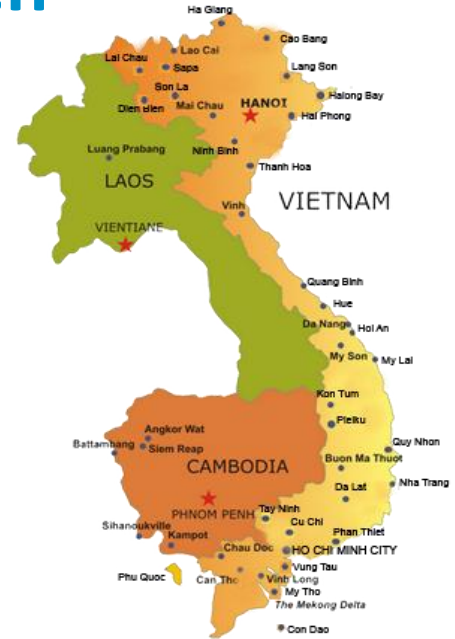 Ha Giang
Cao Bang
Lao Cai
Lai Chau
Sapa
Lang Son
Son La
Halong Bay
Dien Bien
Mai Chau
HANOI
Hai Phong
Luang Prabang
Ninh Binh
Thanh Hoa
LAOS
VIETNAM
Vinh
VIENTIANE
Quang Binh
Hue
Da Nang
Hoi An
My Son
My Lai
Kon Tum
Pleiku
Angkor Wat
Battambang
Siem Reap
Quy Nhon
Buon Ma Thuot
CAMBODIA
Nha Trang
Da Lat
PHNOM PENH
Tay Ninh
Sihanoukville
Cu Chi
Phan Thiet
Kampot
Chau Doc
HO CHI MINH CITY
Vung Tau
Phu Quoc
Can Tho
Vinh Long
My Tho
The Mekong Delta
Con Dao